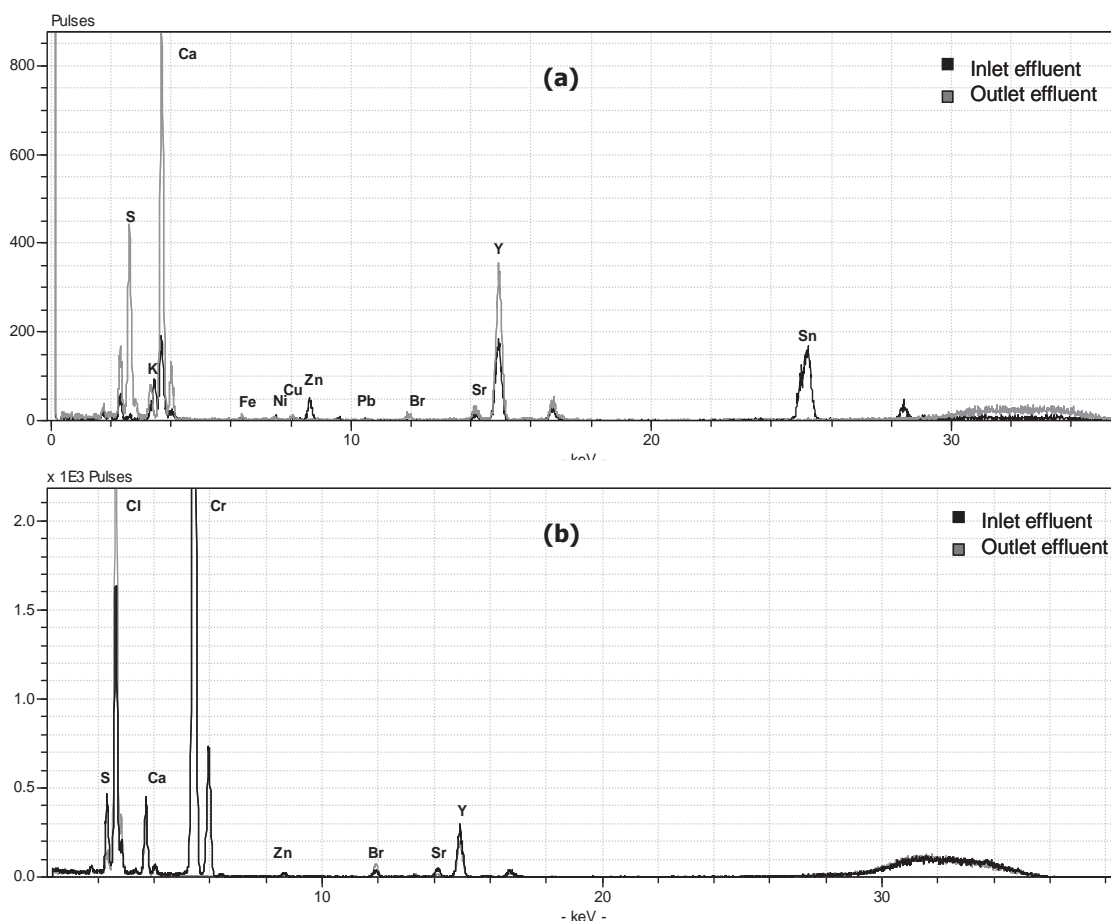 Pulses
Ca
(a)
Inlet effluent
Outlet effluent
800
600
400
200
0
S
K
Fe
Ni
Cu
Zn
Pb
Br
Sr
Y
Sn
0
10
20
30
- keV -
x 1E3 Pulses
Cl
Cr
(b)
Inlet effluent
Outlet effluent
2.0
1.5
1.0
0.5
0.0
S
Ca
Zn
Br
Sr
Y
10
20
30
- keV -